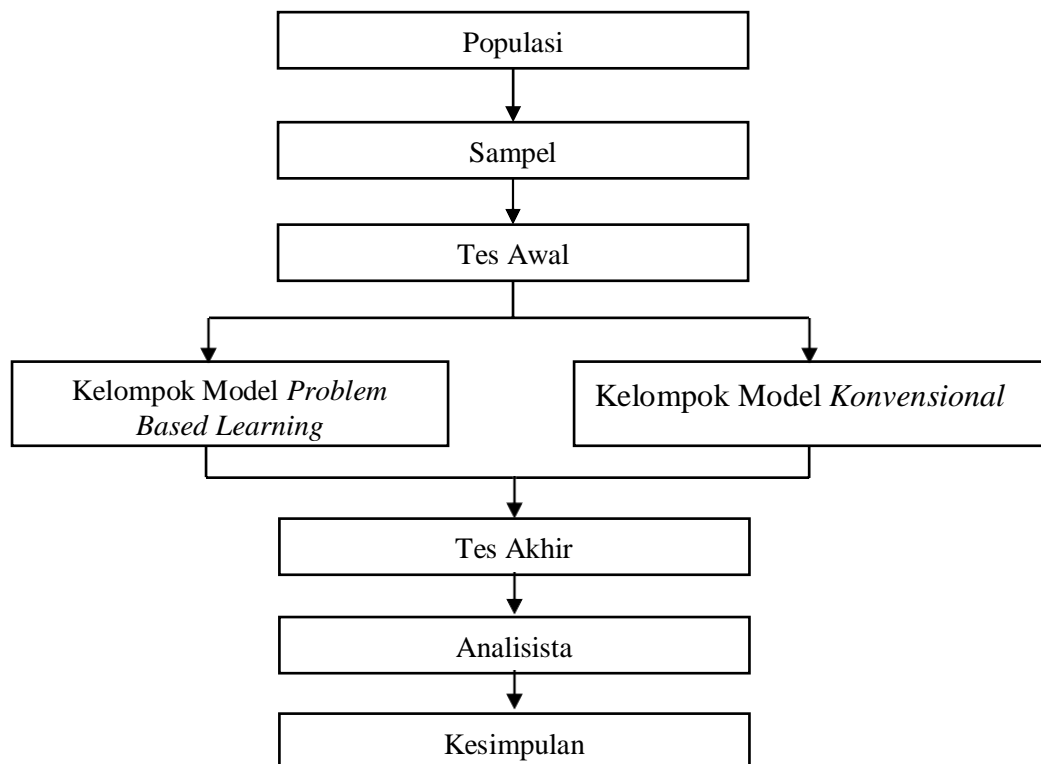 Populasi
Sampel
Tes Awal
Kelompok Model Problem
Based Learning
Kelompok Model Konvensional
Tes Akhir
Analisista
Kesimpulan